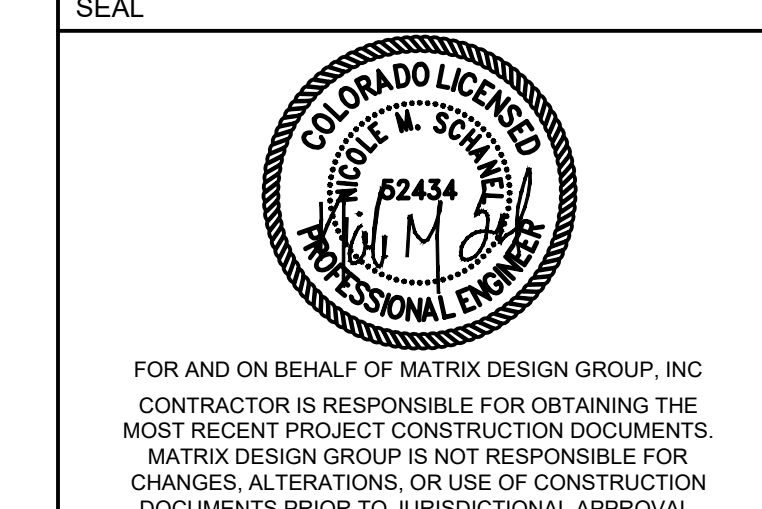 SEAL
COLORADO LICENSED
NICOLE M. SCHANEL
52434
PROFESSIONAL ENGINEER
FOR AND ON BEHALF OF MATRIX DESIGN GROUP, INC
CONTRACTOR IS RESPONSIBLE FOR OBTAINING THE
MOST RECENT PROJECT CONSTRUCTION DOCUMENTS.
MATRIX DESIGN GROUP IS NOT RESPONSIBLE FOR
CHANGES, ALTERATIONS, OR USE OF CONSTRUCTION
DOCUMENTS PRIOR TO JURISDICTIONAL APPROVAL.